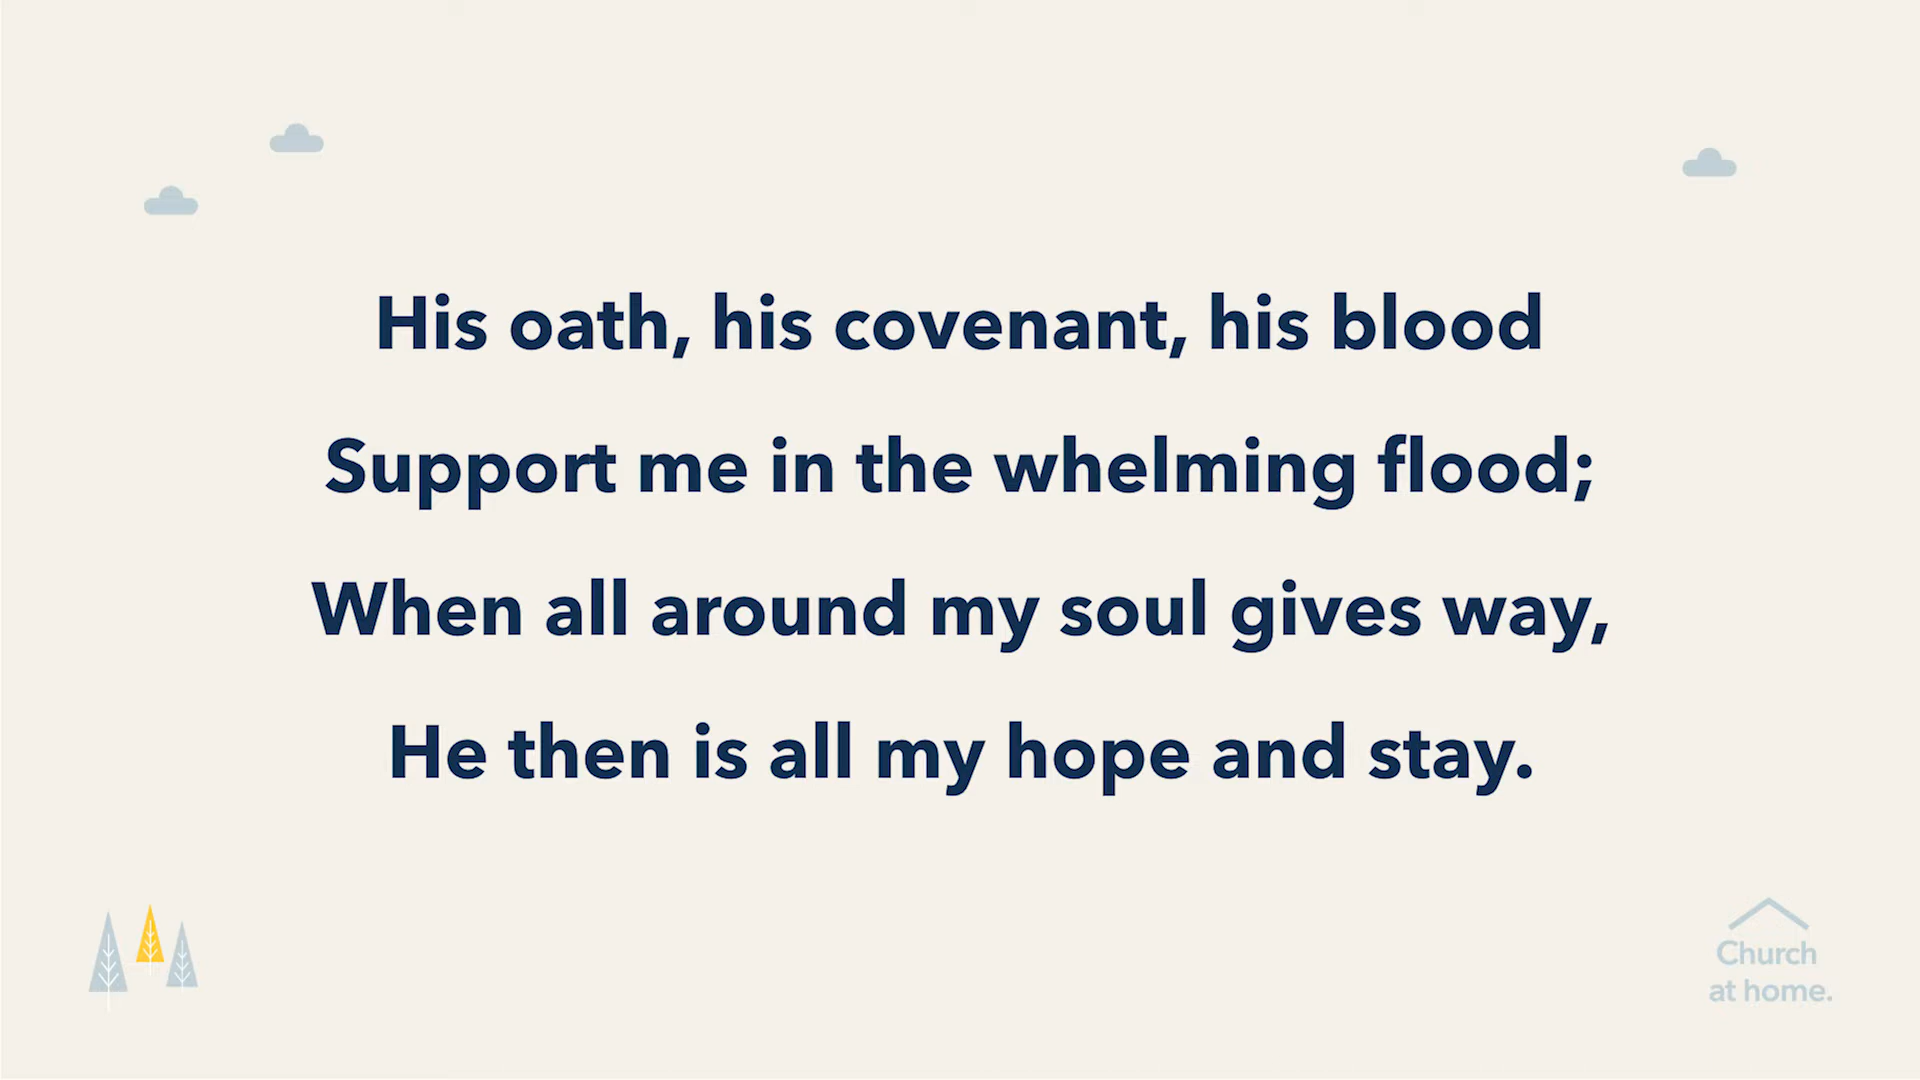 His oath, his covenant, his blood
Support me in the whelming flood;
When all around my soul gives way,
He then is all my hope and stay.
Church
at home.